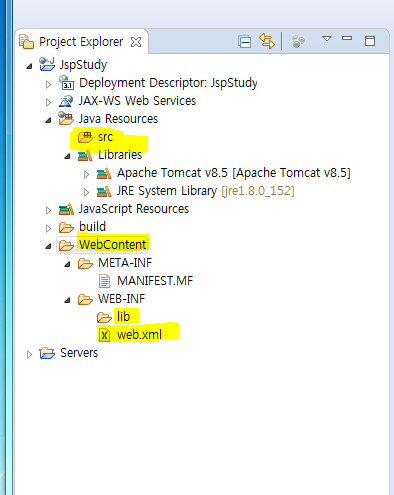 Project Explorer
JspStudy
3.1 Deployment Descriptor: JspStudy
JAX-WS Web Services
Java Resources
src
Libraries
Apache Tomcat v8.5 [Apache Tomcat v8.5]
JRE System Library [jre1.8.0_152]
JavaScript Resources
build
WebContent
META-INF
MANIFEST.MF
WEB-INF
lib
X web.xml
Servers